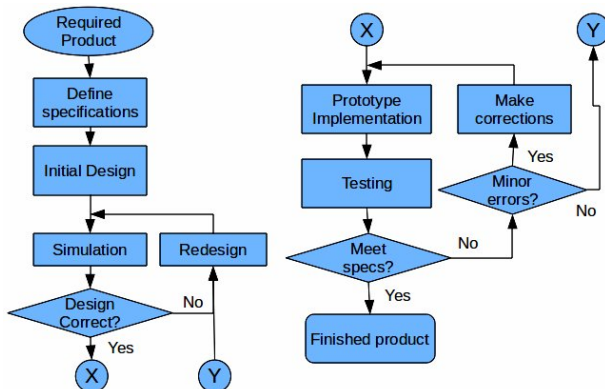 Required
Product
Define
specifications
Initial Design
Simulation
Redesign
Design
Correct?
No
Yes
X
Y
X
Y
Prototype
Implementation
Make
corrections
Yes
Testing
Minor
errors?
No
Meet
specs?
No
Yes
Finished product